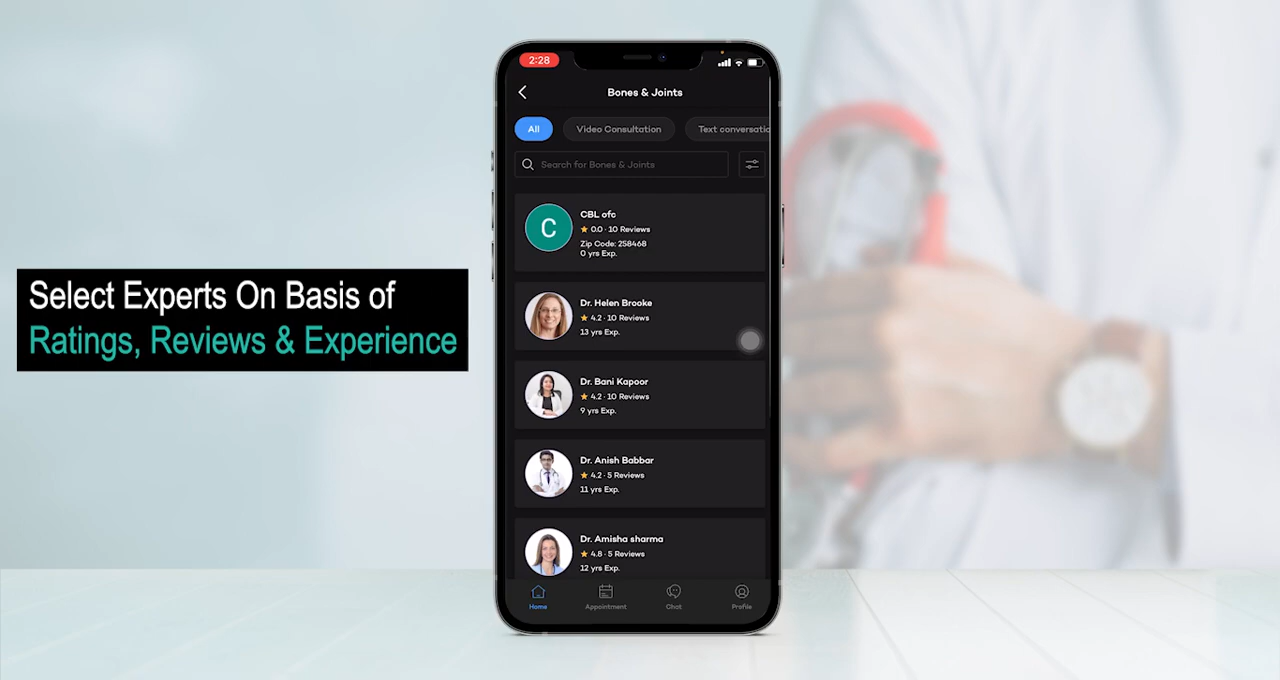 2:28
Bones & Joints
All
Video Consultation
Text conversatio
Search for Bones & Joints
C
CBL ofc
0.0 · 10 Reviews
Zip Code: 258468
0 yrs Exp.
Select Experts On Basis of
Ratings, Reviews & Experience
Dr. Helen Brooke
4.2 · 10 Reviews
13 yrs Exp.
Dr. Bani Kapoor
4.2 · 10 Reviews
9 yrs Exp.
Dr. Anish Babbar
4.2 · 5 Reviews
11 yrs Exp.
Dr. Amisha sharma
4.8 · 5 Reviews
12 yrs Exp.
Home
Appointment
Chat
Profile